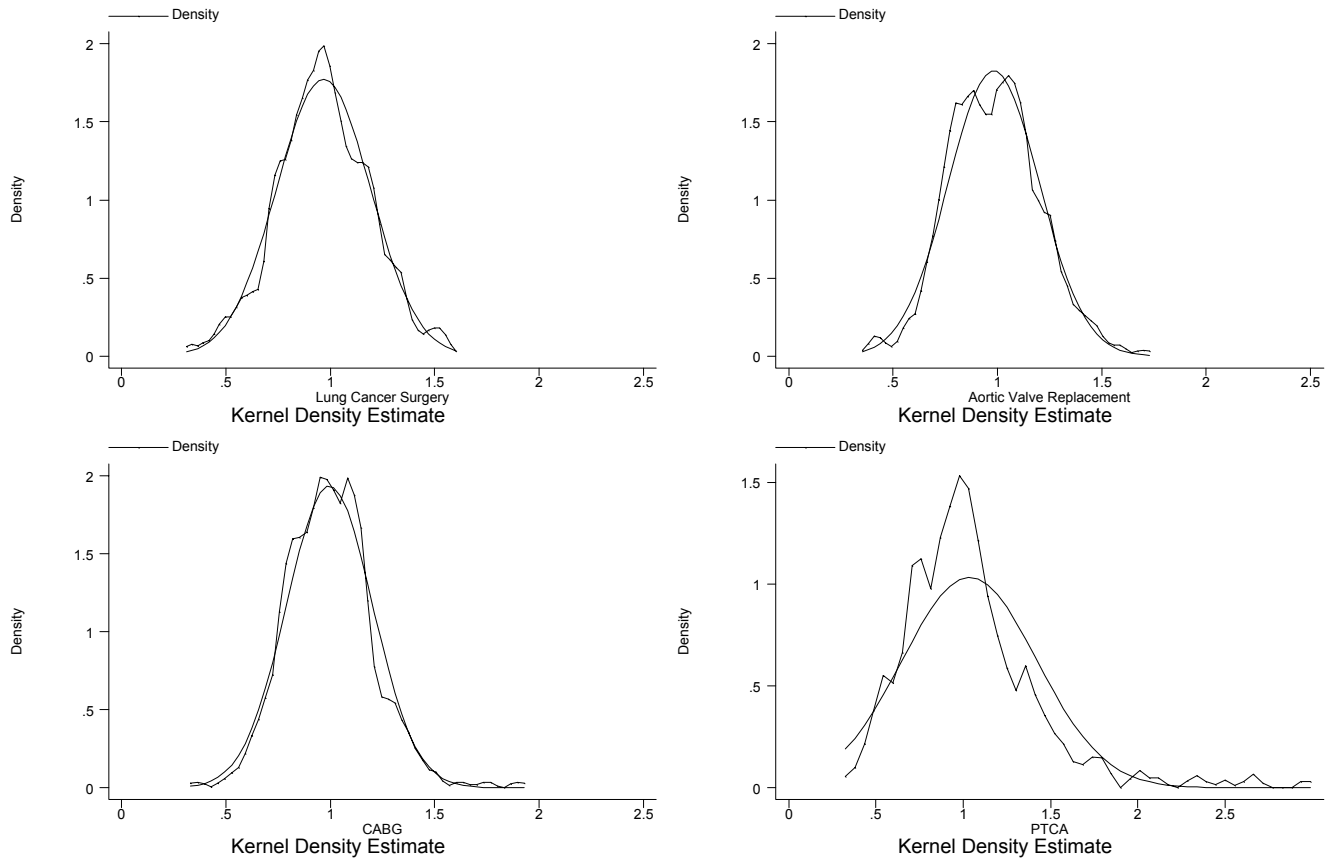 Density
Density
2
1.5
1
.5
0
0 .5 1 1.5 2 2.5
Lung Cancer Surgery
Kernel Density Estimate
Density
Density
2
1.5
1
.5
0
0 .5 1 1.5 2 2.5
Aortic Valve Replacement
Kernel Density Estimate
Density
Density
2
1.5
1
.5
0
0 .5 1 1.5 2 2.5
CABG
Kernel Density Estimate
Density
Density
1.5
1
.5
0
0 .5 1 1.5 2 2.5
PTCA
Kernel Density Estimate